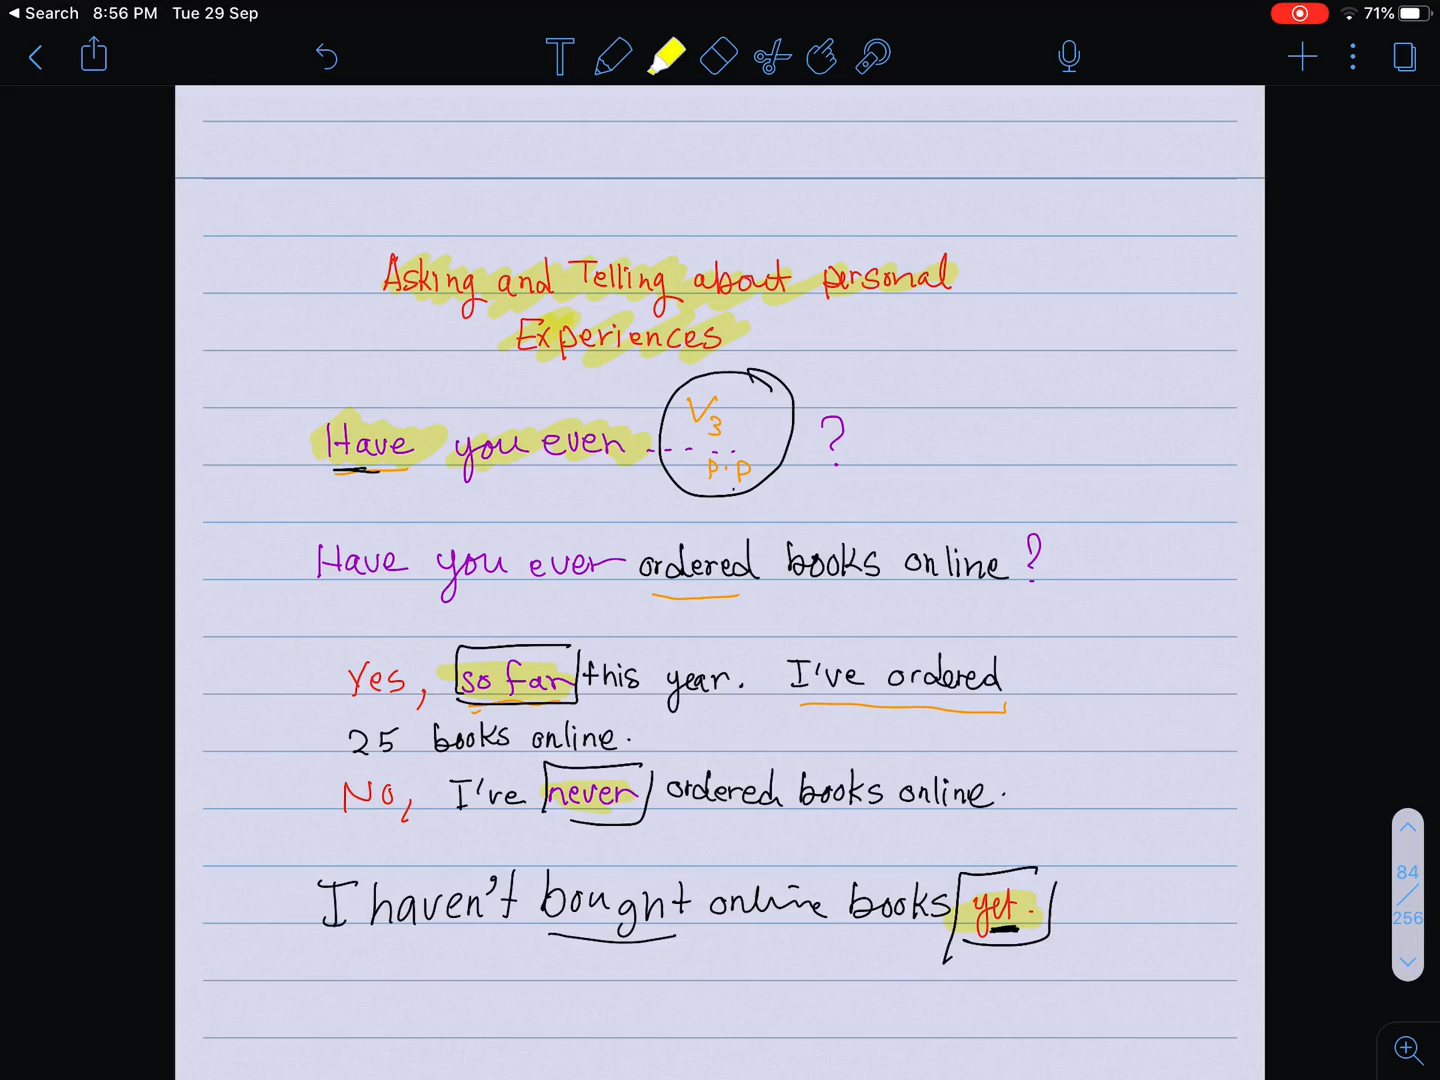 Search 8:56 PM Tue 29 Sep 71%
T
Asking and Telling about personal
Experiences
Have you ever ..... V3 p.p ?
Have you ever ordered books online?
Yes, so far this year. I've ordered
25 books online.
No, I've never ordered books online.
I haven't bought online books yet.
84
256